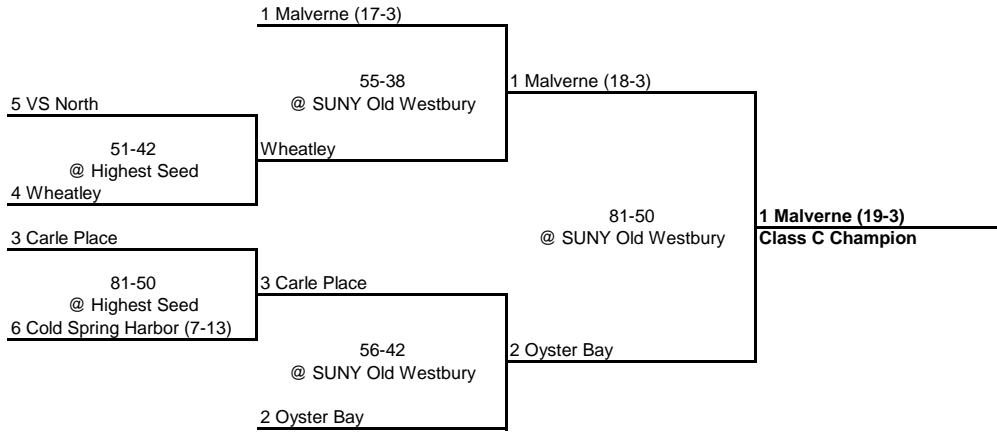 1 Malverne (17-3)
55-38
@ SUNY Old Westbury
1 Malverne (18-3)
5 VS North
51-42
@ Highest Seed
Wheatley
4 Wheatley
81-50
@ SUNY Old Westbury
1 Malverne (19-3)
Class C Champion
3 Carle Place
81-50
@ Highest Seed
3 Carle Place
6 Cold Spring Harbor (7-13)
56-42
@ SUNY Old Westbury
2 Oyster Bay
2 Oyster Bay